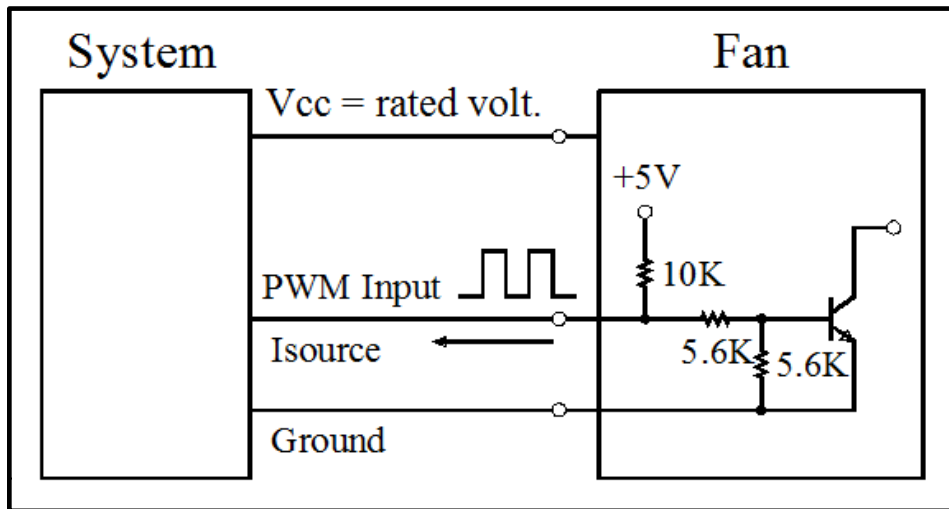 System
Fan
Vcc = rated volt.
+5V
10K
PWM Input
5.6K
5.6K
Isource
Ground